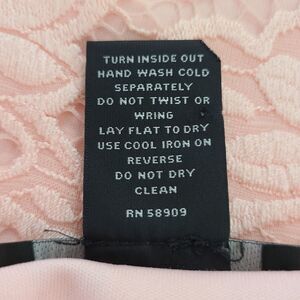 TURN INSIDE OUT
HAND WASH COLD
SEPARATELY
DO NOT TWIST OR
WRING
LAY FLAT TO DRY
USE COOL IRON ON
REVERSE
DO NOT DRY
CLEAN
RN 58909